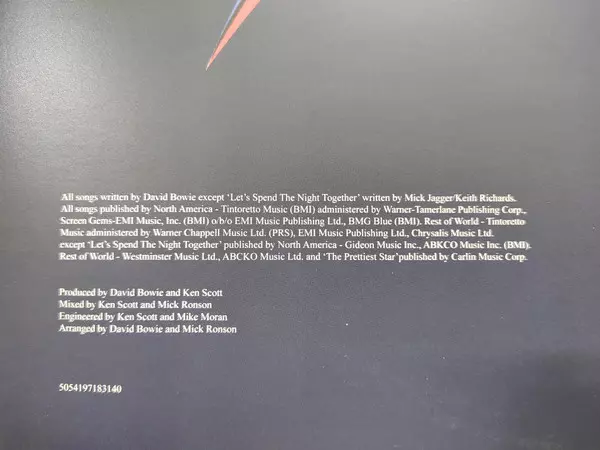 All songs written by David Bowie except 'Let's Spend The Night Together' written by Mick Jagger/Keith Richards.
All songs published by North America - Tintoretto Music (BMI) administered by Warner-Tamerlane Publishing Corp.,
Screen Gems-EMI Music, Inc. (BMI) o/b/o EMI Music Publishing Ltd., BMG Blue (BMI). Rest of World - Tintoretto
Music administered by Warner Chappell Music Ltd. (PRS), EMI Music Publishing Ltd., Chrysalis Music Ltd.
except 'Let's Spend The Night Together' published by North America - Gideon Music Inc., ABKCO Music Inc. (BMI).
Rest of World - Westminster Music Ltd., ABCKO Music Ltd. and 'The Prettiest Star'published by Carlin Music Corp.
Produced by David Bowie and Ken Scott
Mixed by Ken Scott and Mick Ronson
Engineered by Ken Scott and Mike Moran
Arranged by David Bowie and Mick Ronson
5054197183140